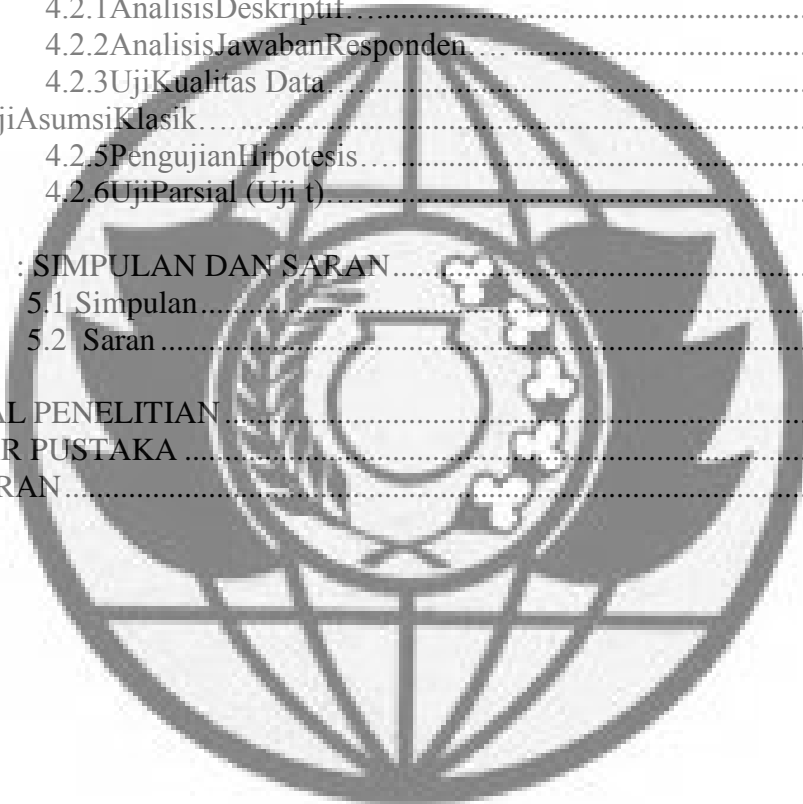 4.2.1AnalisisDeskriptif…..............................................................
4.2.2AnalisisJawabanResponden….............................................
4.2.3UjiKualitas Data…...............................................................
jiAsumsiKlasik…......................................................................
4.2.5PengujianHipotesis…..........................................................
4.2.6UjiParsial (Uji t)…...............................................................
: SIMPULAN DAN SARAN.......................................................
5.1 Simpulan..............................................................................
5.2 Saran ...................................................................................
AL PENELITIAN ........................................................................
R PUSTAKA ..............................................................................
RAN............................................................................................